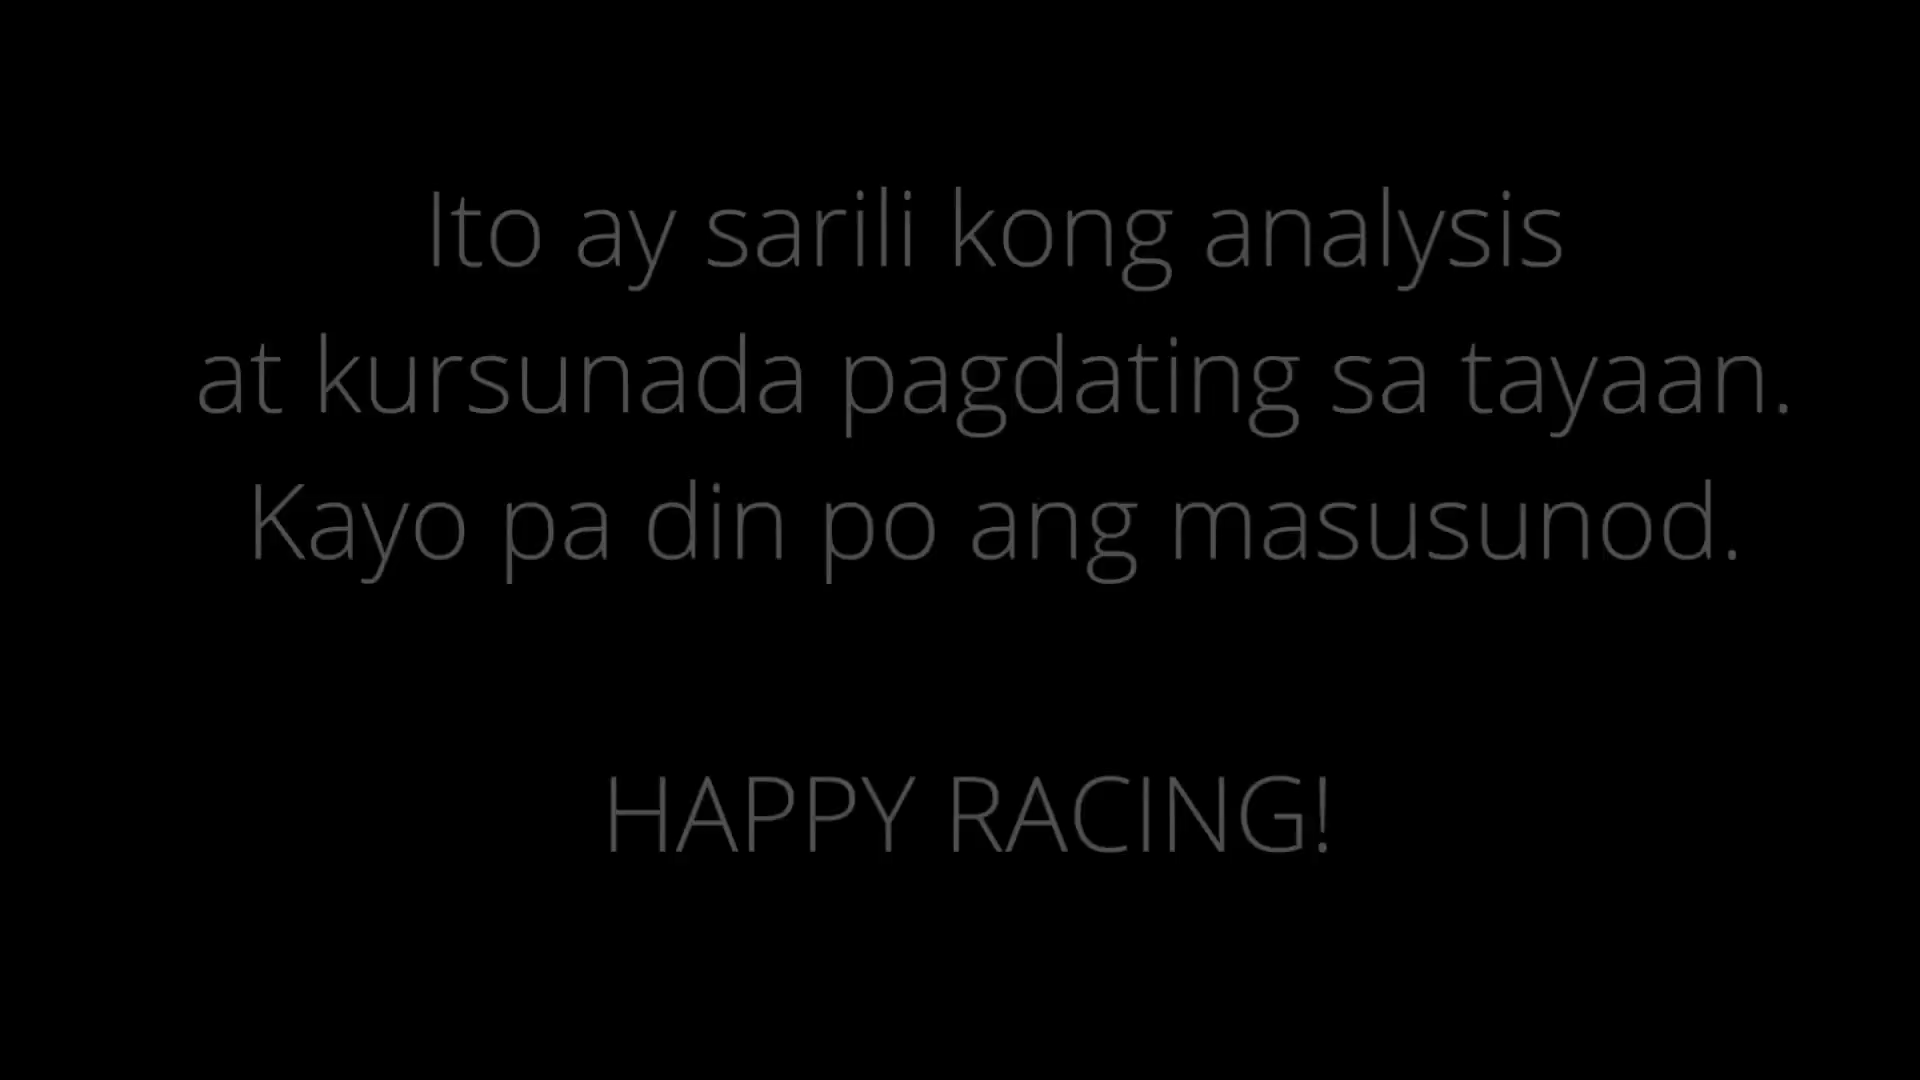 Ito ay sarili kong analysis
at kursunada pagdating sa tayaan.
Kayo pa din po ang masusunod.
HAPPY RACING!